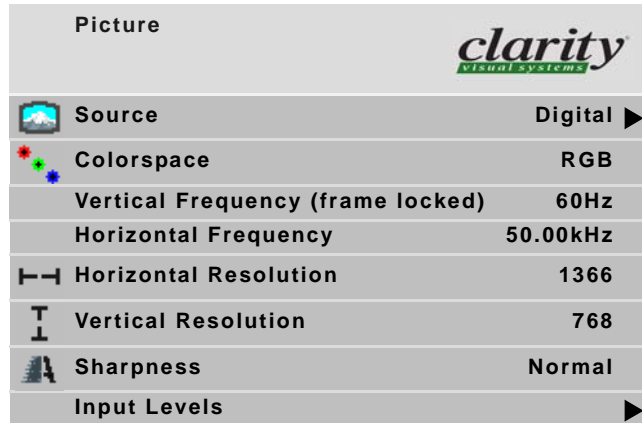 Picture
clarity
visual systems
Source Digital
Colorspace RGB
Vertical Frequency (frame locked) 60Hz
Horizontal Frequency 50.00kHz
Horizontal Resolution 1366
Vertical Resolution 768
Sharpness Normal
Input Levels